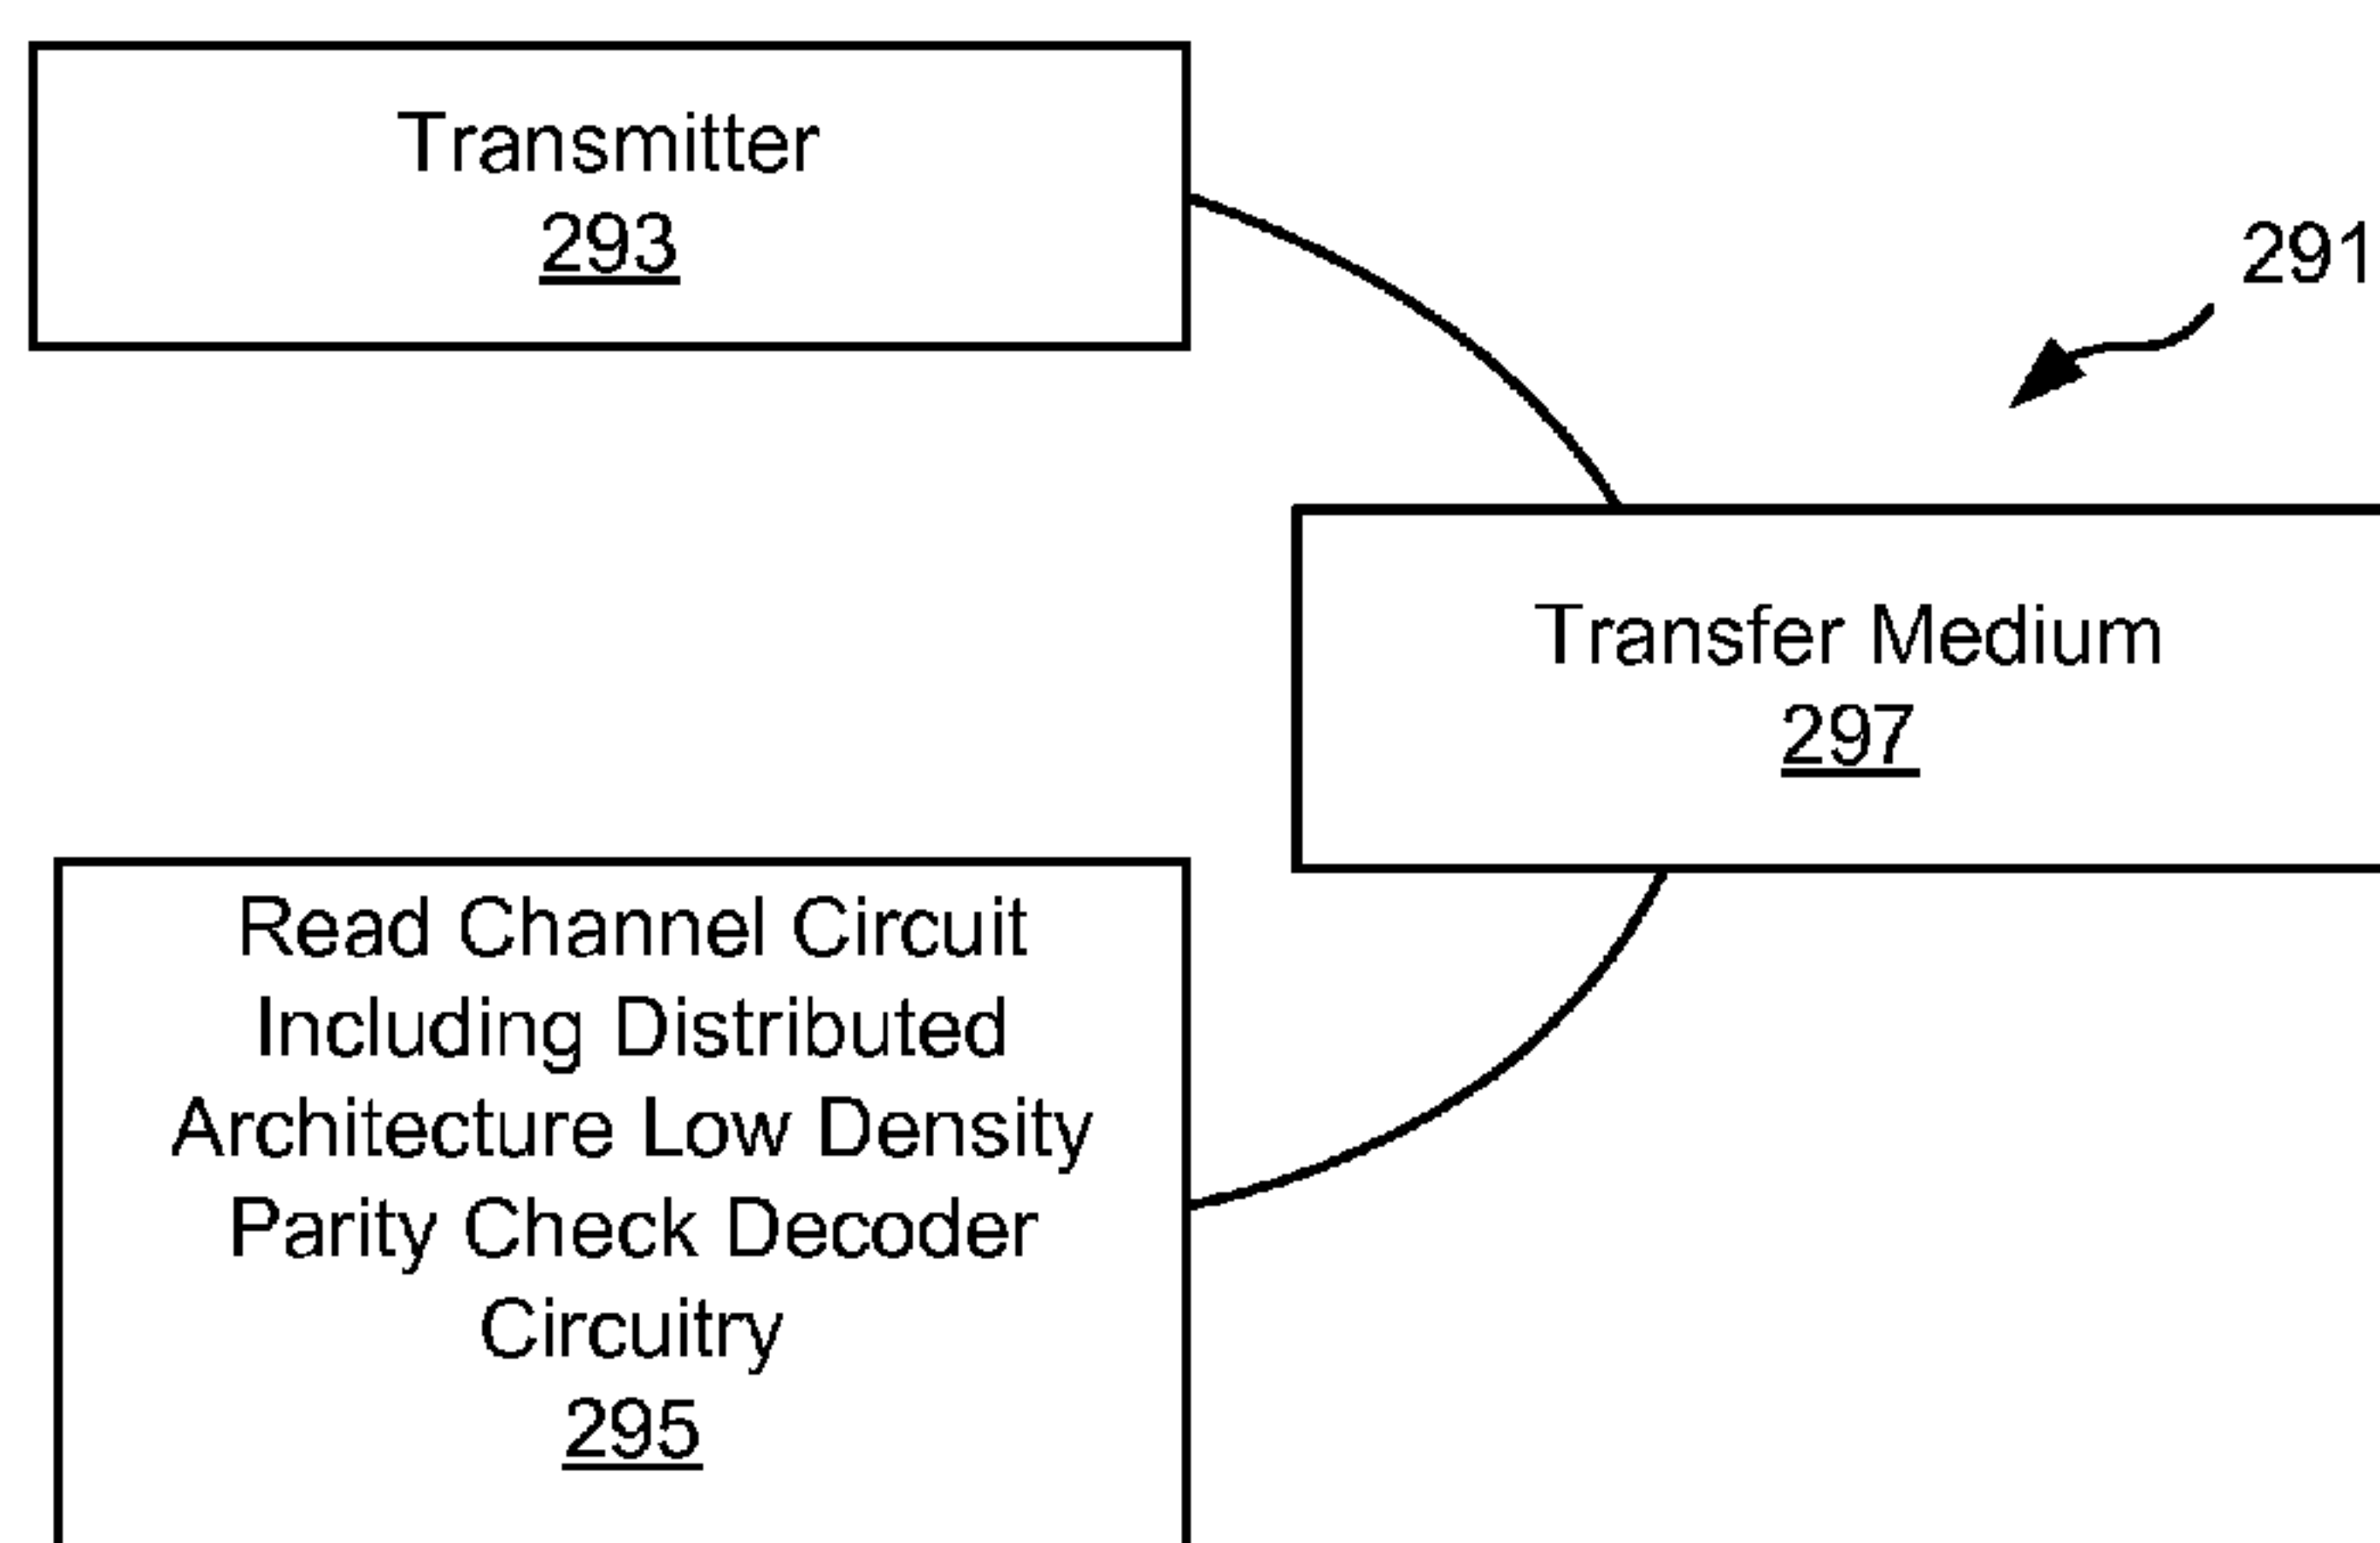 Transmitter
293
291
Transfer Medium
297
Read Channel Circuit
Including Distributed
Architecture Low Density
Parity Check Decoder
Circuitry
295